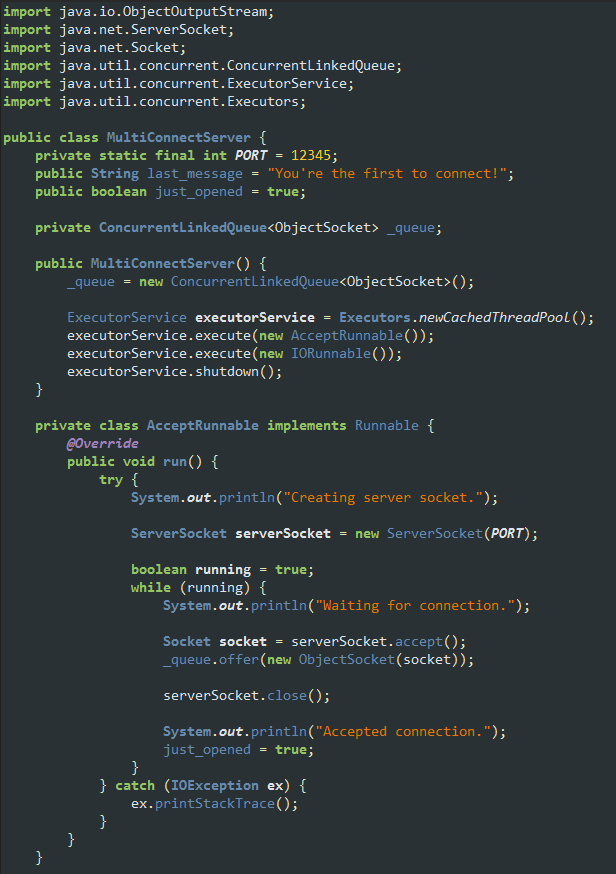 import java.io.ObjectOutputStream;
import java.net.ServerSocket;
import java.net.Socket;
import java.util.concurrent.ConcurrentLinkedQueue;
import java.util.concurrent.ExecutorService;
import java.util.concurrent.Executors;

public class MultiConnectServer {
    private static final int PORT = 12345;
    public String last_message = "You're the first to connect!";
    public boolean just_opened = true;

    private ConcurrentLinkedQueue<ObjectSocket> _queue;

    public MultiConnectServer() {
        _queue = new ConcurrentLinkedQueue<ObjectSocket>();

        ExecutorService executorService = Executors.newCachedThreadPool();
        executorService.execute(new AcceptRunnable());
        executorService.execute(new IORunnable());
        executorService.shutdown();
    }

    private class AcceptRunnable implements Runnable {
        @Override
        public void run() {
            try {
                System.out.println("Creating server socket.");

                ServerSocket serverSocket = new ServerSocket(PORT);

                boolean running = true;
                while (running) {
                    System.out.println("Waiting for connection.");

                    Socket socket = serverSocket.accept();
                    _queue.offer(new ObjectSocket(socket));

                    serverSocket.close();

                    System.out.println("Accepted connection.");
                    just_opened = true;
                }
            } catch (IOException ex) {
                ex.printStackTrace();
            }
        }
    }